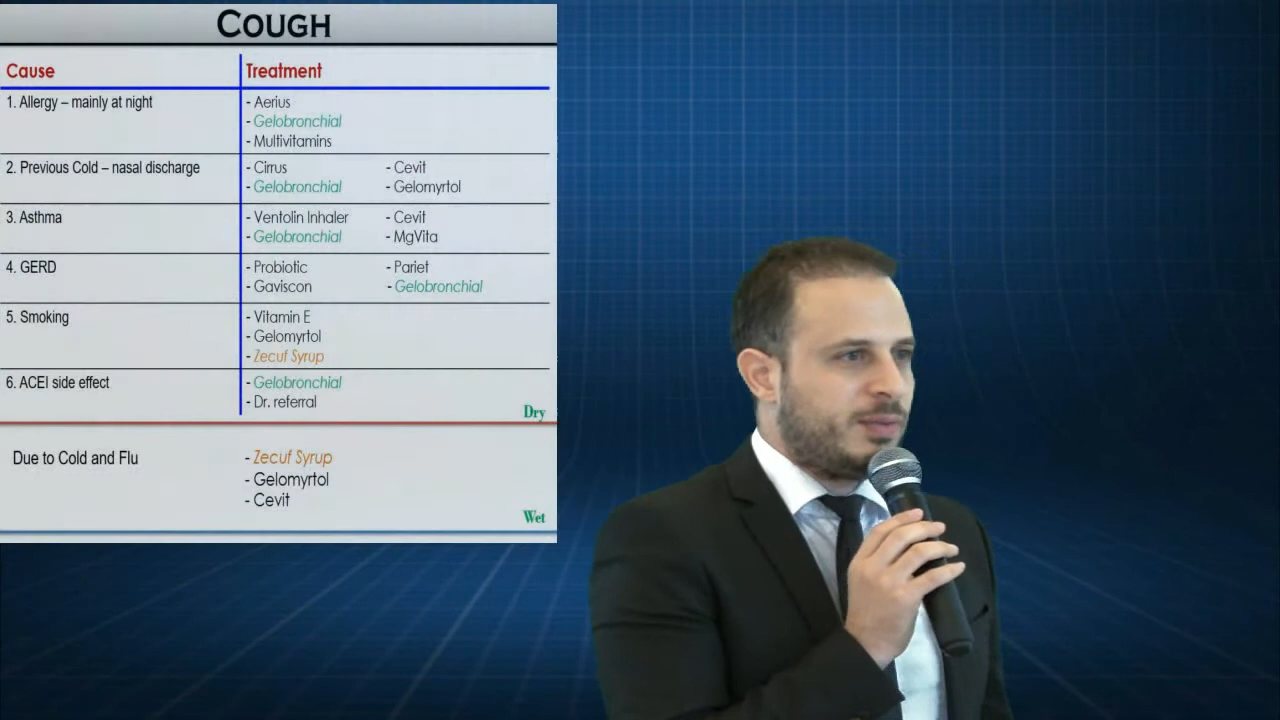 COUGH
Cause Treatment
1. Allergy – mainly at night - Aerius
- Gelobronchial
- Multivitamins
2. Previous Cold – nasal discharge - Cirrus - Cevit
- Gelobronchial - Gelomyrtol
3. Asthma - Ventolin Inhaler - Cevit
- Gelobronchial - MgVita
4. GERD - Probiotic - Pariet
- Gaviscon - Gelobronchial
5. Smoking - Vitamin E
- Gelomyrtol
- Zecuf Syrup
6. ACEI side effect - Gelobronchial
- Dr. referral
Dry
Due to Cold and Flu - Zecuf Syrup
- Gelomyrtol
- Cevit
Wet